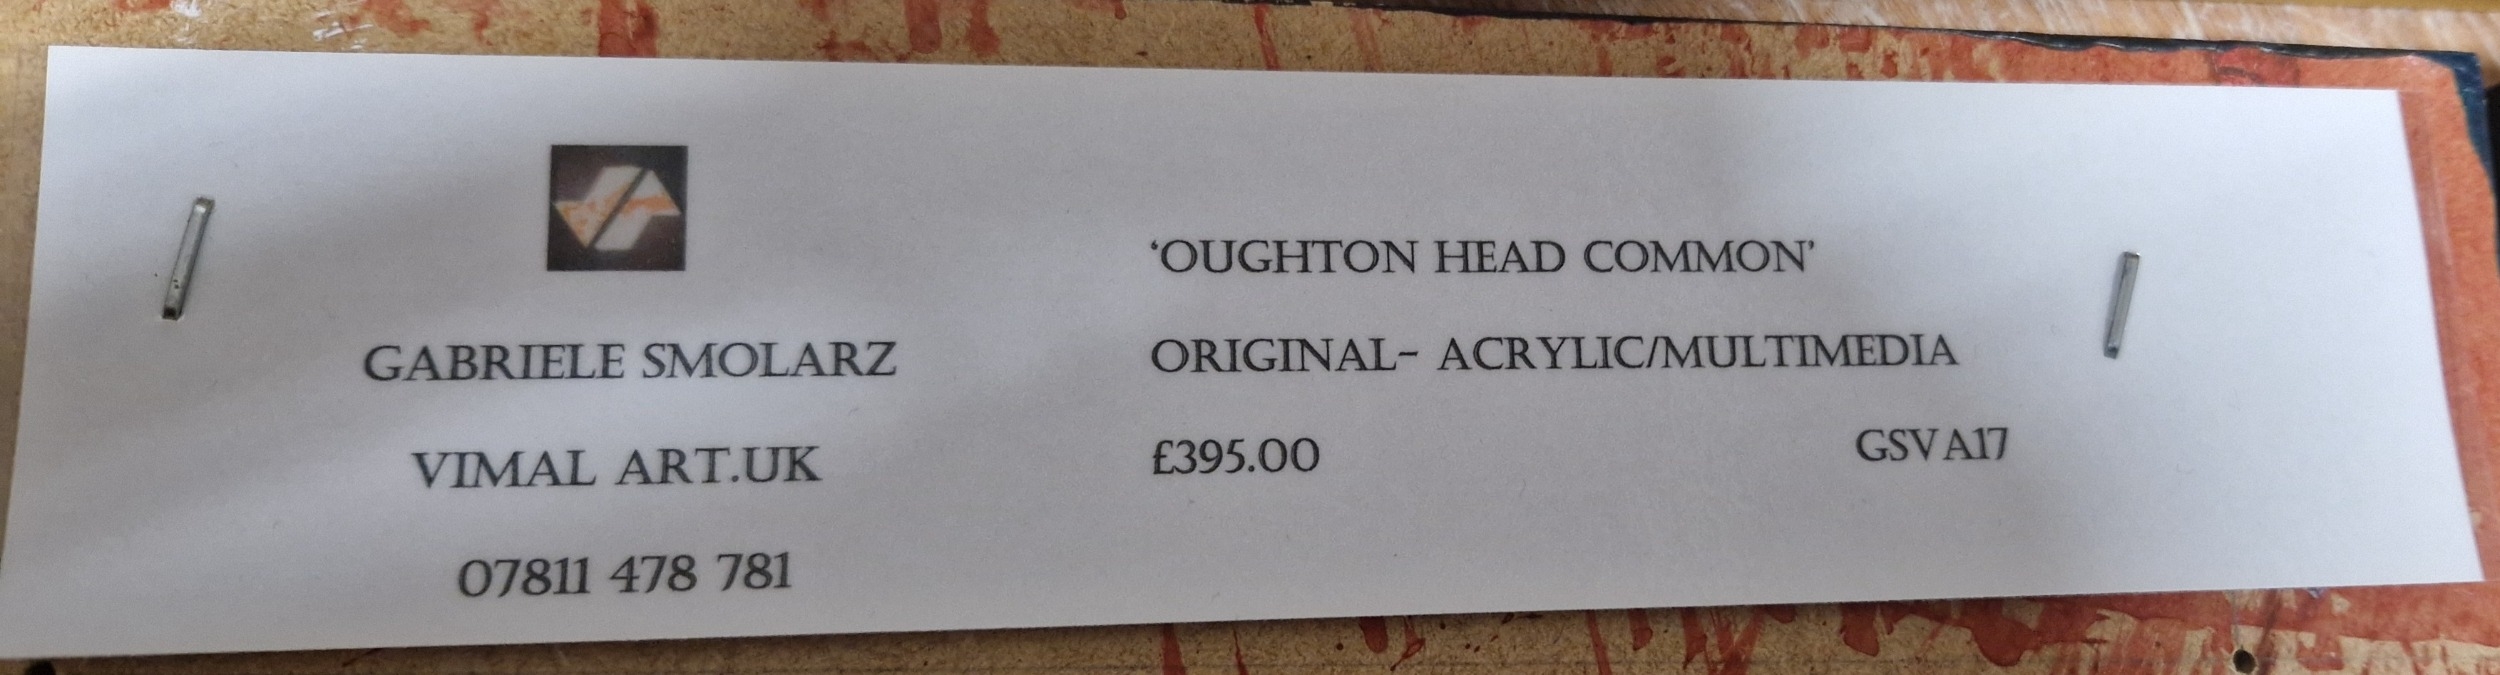 GABRIELE SMOLARZ
VIMAL ART.UK
07811 478 781
‘OUGHTON HEAD COMMON’
ORIGINAL- ACRYLIC/MULTIMEDIA
£395.00 GSVA17